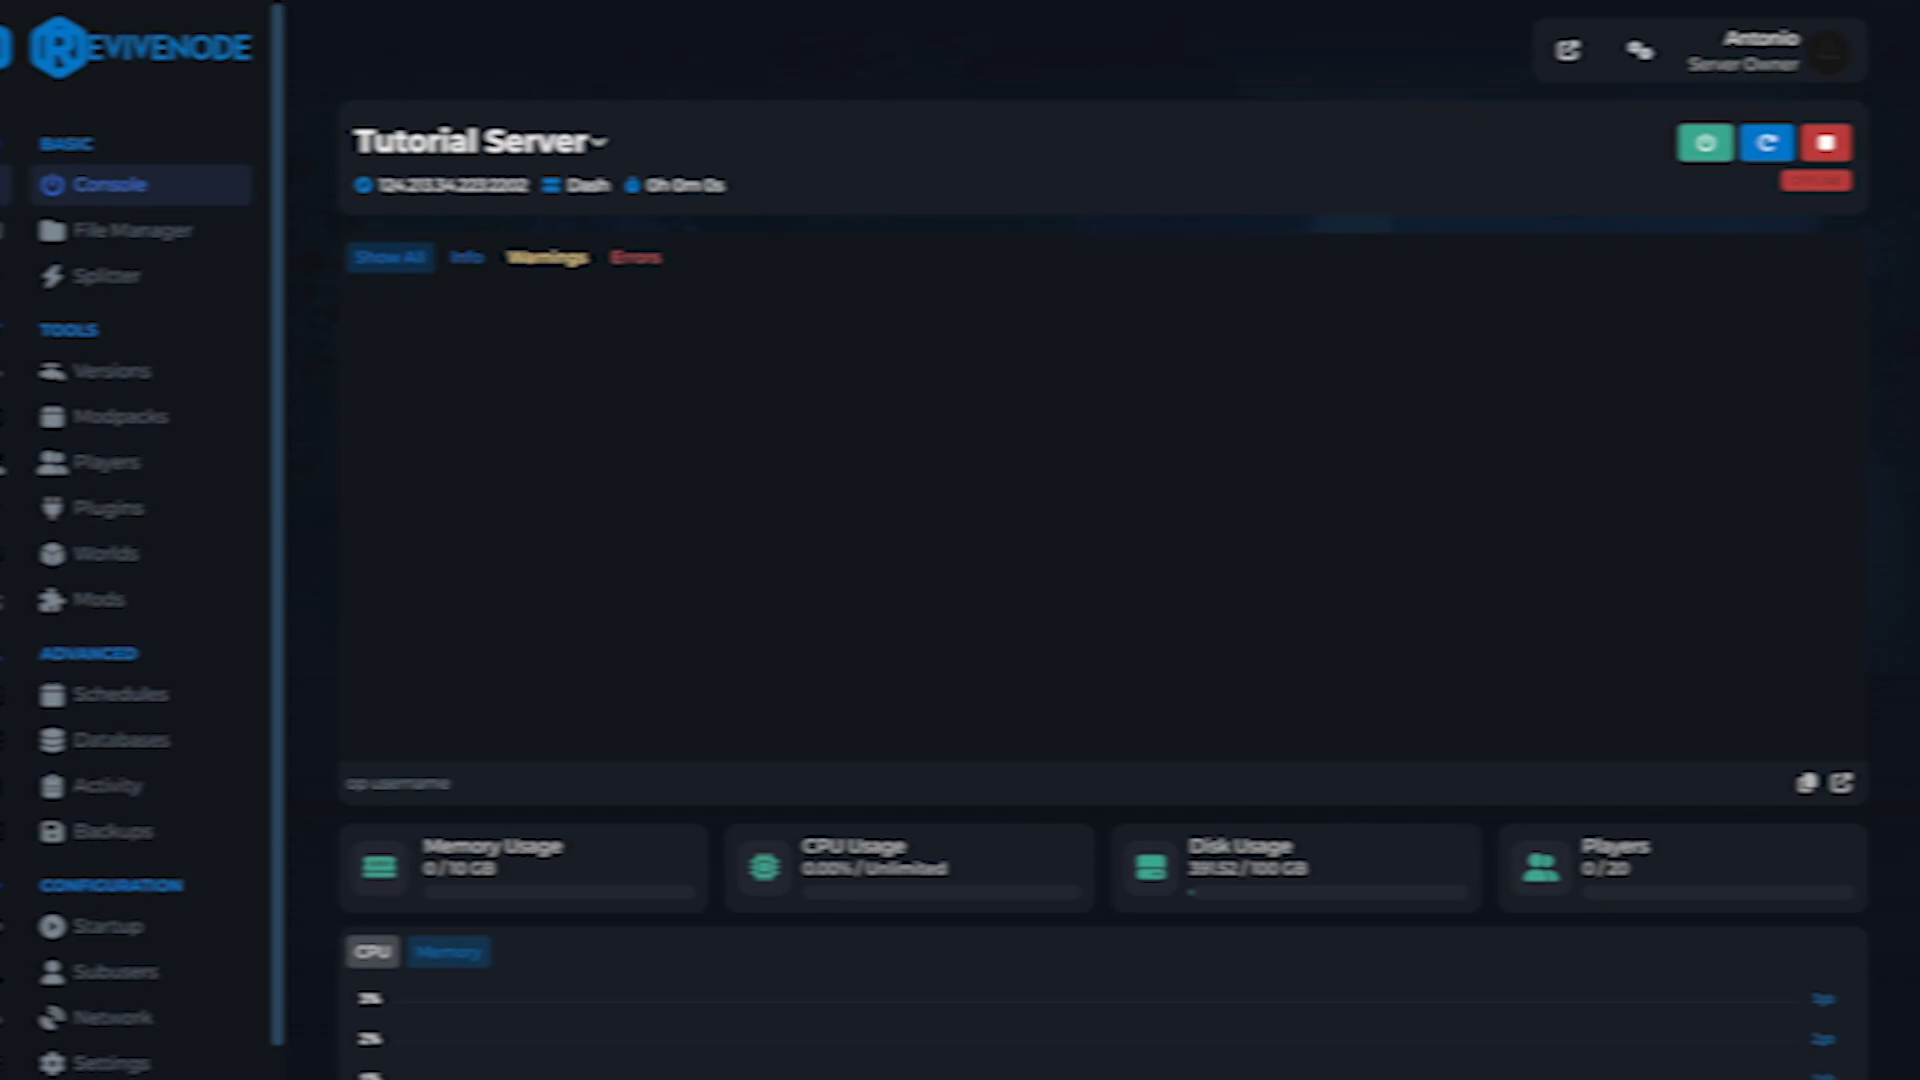 REVIVENODE
Antonio
Server Owner
Tutorial Server
Dash 0h 0m 0s
BASIC
Console
File Manager
Splitter
TOOLS
Versions
Modpacks
Players
Plugins
Worlds
Mods
ADVANCED
Schedules
Databases
Activity
Backups
CONFIGURATION
Startup
Subusers
Network
Settings
Show All Info Warnings Errors
op username
Memory Usage
0 / 10 GB
CPU Usage
0.00% / Unlimited
Disk Usage
/ 100 GB
Players
0 / 20
CPU Memory